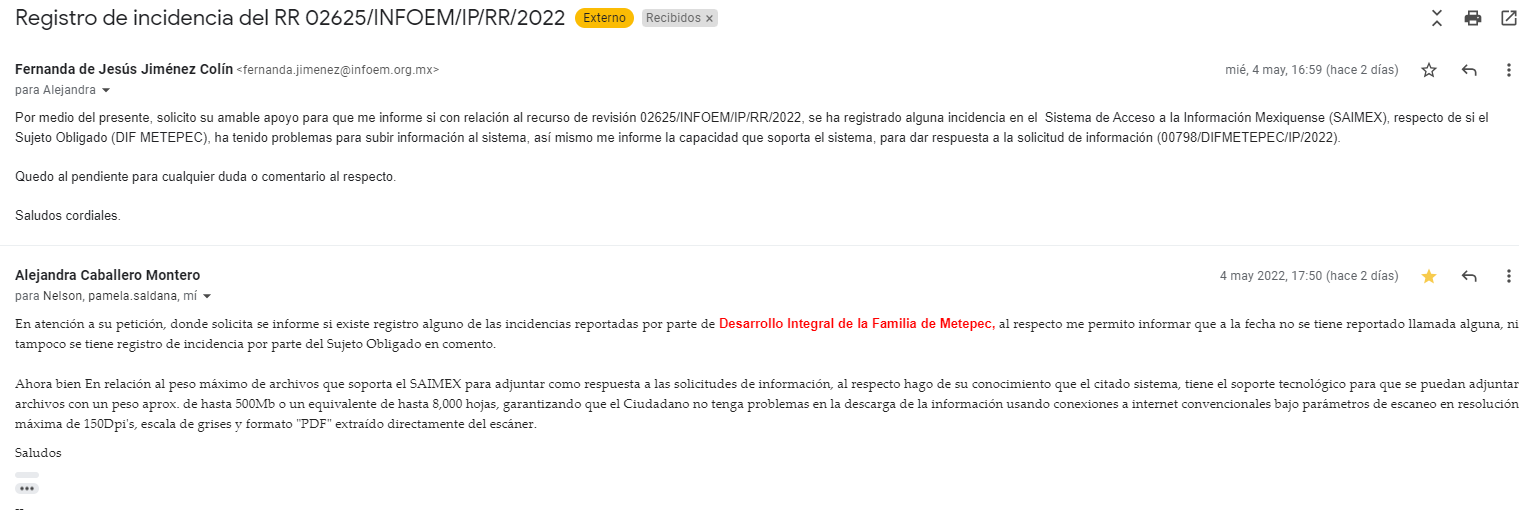 Registro de incidencia del RR 02625/INFOEM/IP/RR/2022 Externo Recibidos ×
Fernanda de Jesús Jiménez Colín <fernanda.jimenez@infoem.org.mx> mié, 4 may, 16:59 (hace 2 días)
para Alejandra
Por medio del presente, solicito su amable apoyo para que me informe si con relación al recurso de revisión 02625/INFOEM/IP/RR/2022, se ha registrado alguna incidencia en el Sistema de Acceso a la Información Mexiquense (SAIMEX), respecto de si el
Sujeto Obligado (DIF METEPEC), ha tenido problemas para subir información al sistema, así mismo me informe la capacidad que soporta el sistema, para dar respuesta a la solicitud de información (00798/DIFMETEPEC/IP/2022).
Quedo al pendiente para cualquier duda o comentario al respecto.
Saludos cordiales.
Alejandra Caballero Montero 4 may 2022, 17:50 (hace 2 días)
para Nelson, pamela.saldana, mí
En atención a su petición, donde solicita se informe si existe registro alguno de las incidencias reportadas por parte de Desarrollo Integral de la Familia de Metepec, al respecto me permito informar que a la fecha no se tiene reportado llamada alguna, ni
tampoco se tiene registro de incidencia por parte del Sujeto Obligado en comento.
Ahora bien En relación al peso máximo de archivos que soporta el SAIMEX para adjuntar como respuesta a las solicitudes de información, al respecto hago de su conocimiento que el citado sistema, tiene el soporte tecnológico para que se puedan adjuntar
archivos con un peso aprox. de hasta 500Mb o un equivalente de hasta 8,000 hojas, garantizando que el Ciudadano no tenga problemas en la descarga de la información usando conexiones a internet convencionales bajo parámetros de escaneo en resolución
máxima de 150Dpi's, escala de grises y formato "PDF" extraído directamente del escáner.
Saludos
--